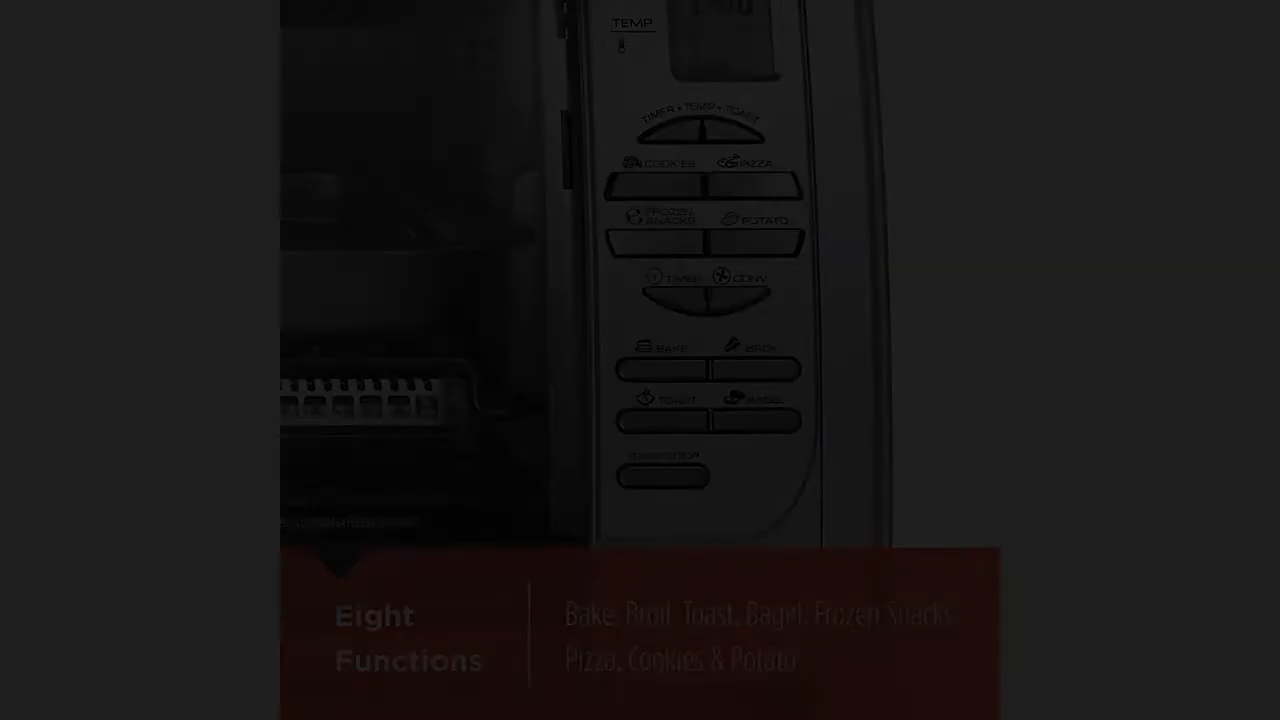 TEMP
TIMER • TEMP • TOAST
COOKIES PIZZA
FROZEN
SNACKS POTATO
TIMER CONV
BAKE BROIL
TOAST BAGEL
Eight
Functions
Bake, Broil, Toast, Bagel, Frozen Snacks,
Pizza, Cookies & Potato